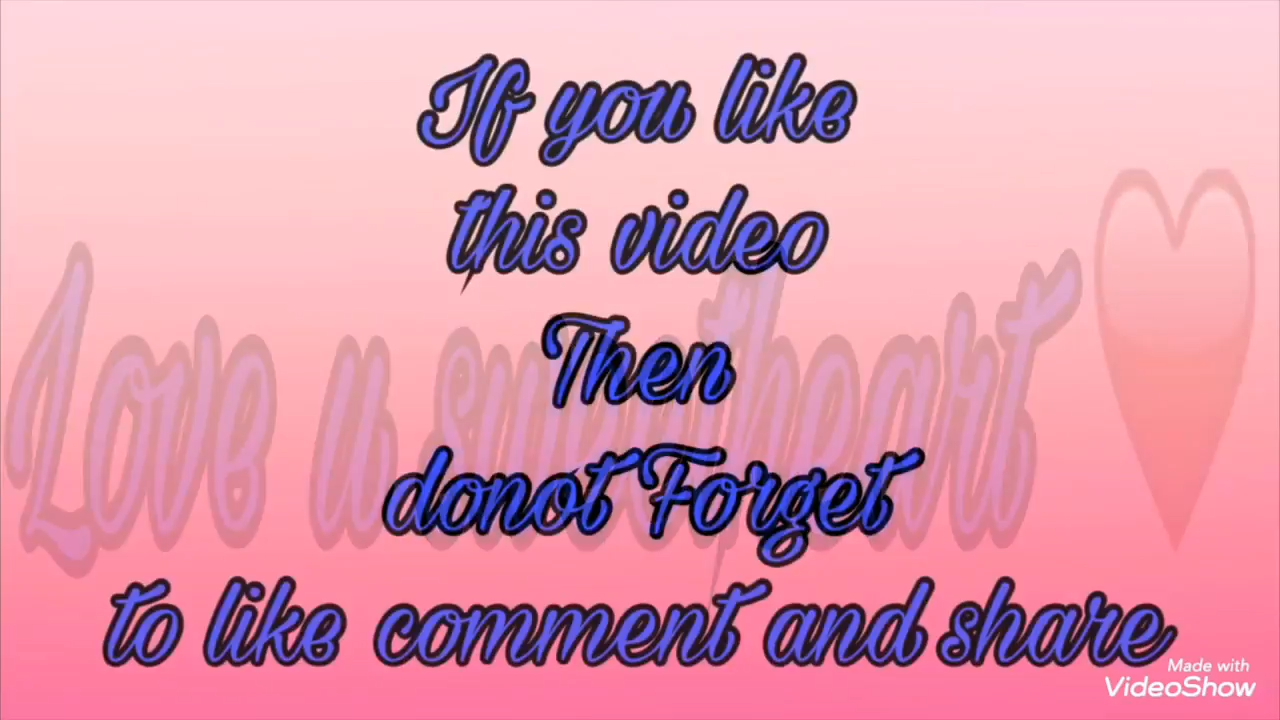 If you like
this video
Then
donot Forget
to like comment and share
Love u sweetheart
Made with
VideoShow